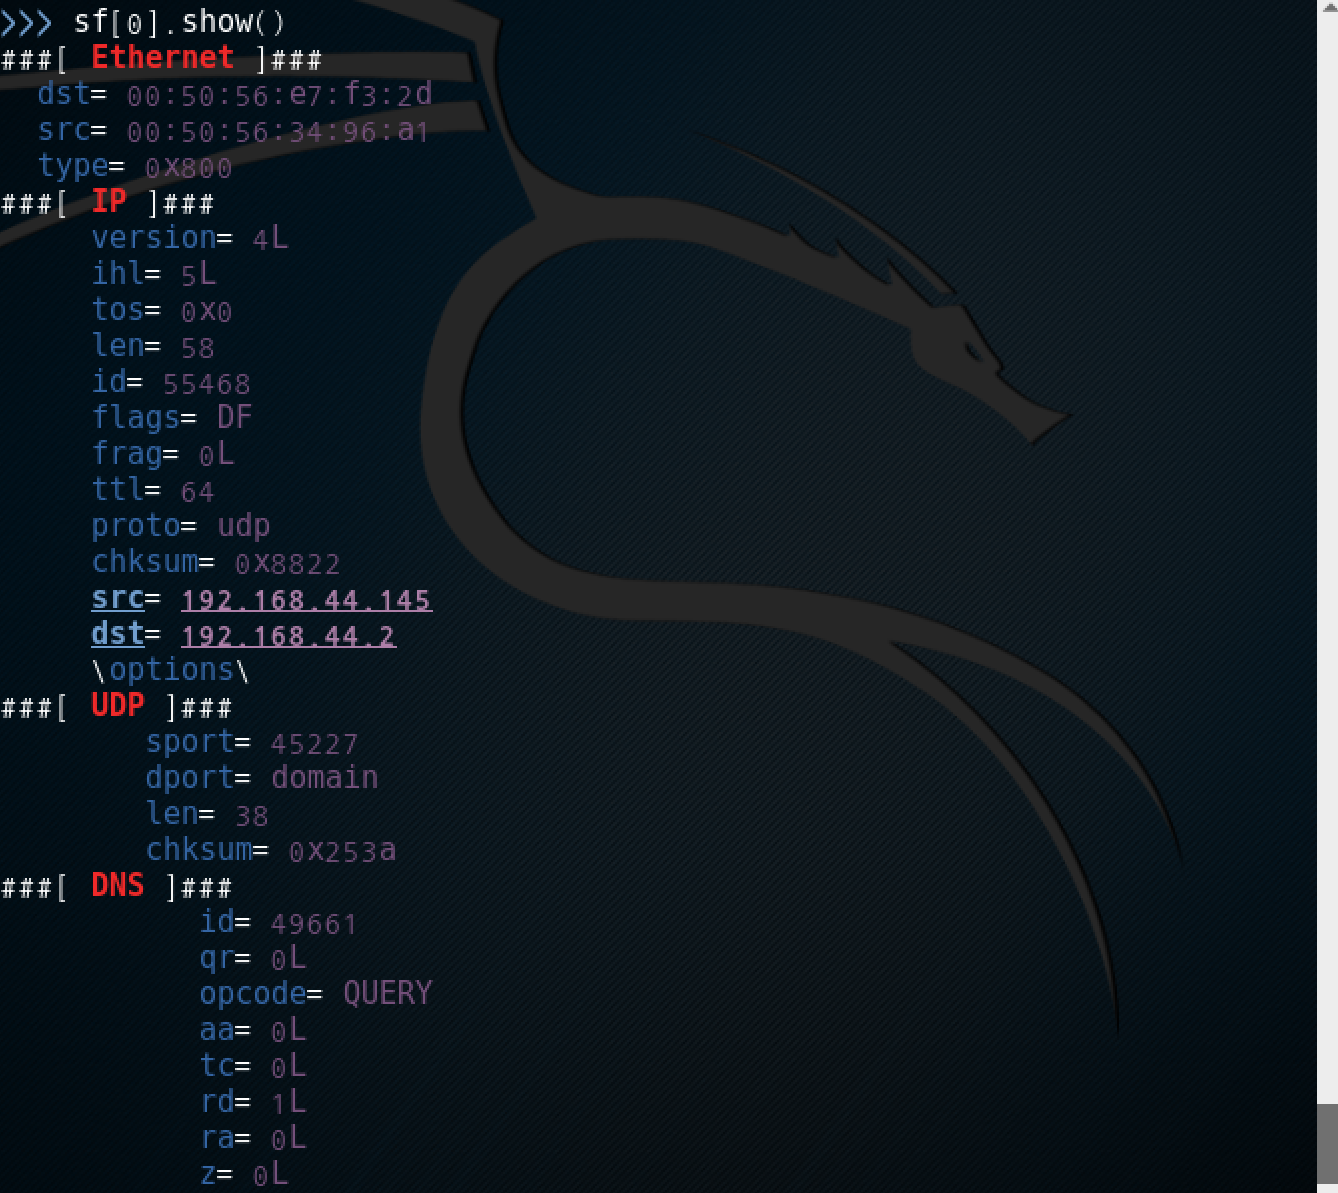 >>> sf[0].show()
###[ Ethernet ]###
  dst= 00:50:56:e7:f3:2d
  src= 00:50:56:34:96:a1
  type= 0x800
###[ IP ]###
     version= 4L
     ihl= 5L
     tos= 0x0
     len= 58
     id= 55468
     flags= DF
     frag= 0L
     ttl= 64
     proto= udp
     chksum= 0x8822
     src= 192.168.44.145
     dst= 192.168.44.2
     \options\
###[ UDP ]###
        sport= 45227
        dport= domain
        len= 38
        chksum= 0x253a
###[ DNS ]###
           id= 49661
           qr= 0L
           opcode= QUERY
           aa= 0L
           tc= 0L
           rd= 1L
           ra= 0L
           z= 0L